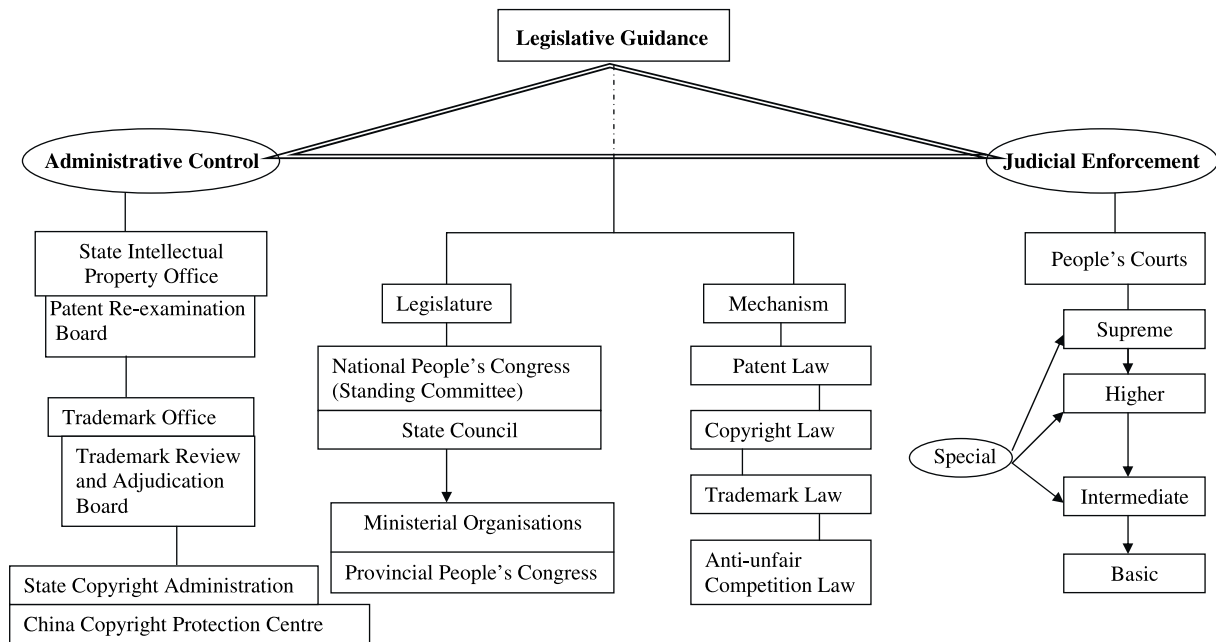 Legislative Guidance
Administrative Control
Judicial Enforcement
State Intellectual
Property Office
Patent Re-examination
Board
Trademark Office
Trademark Review
and Adjudication
Board
State Copyright Administration
China Copyright Protection Centre
Legislature
National People's Congress
(Standing Committee)
State Council
Ministerial Organisations
Provincial People's Congress
Mechanism
Patent Law
Copyright Law
Trademark Law
Anti-unfair
Competition Law
People's Courts
Supreme
Higher
Special
Intermediate
Basic